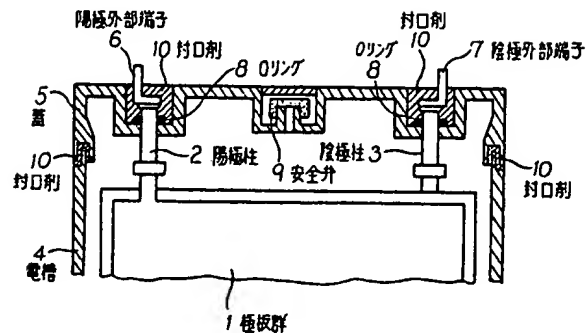 陽極外部端子
6
10 封口剤
8 Oリング
Oリング
8
封口剤
10
7 陰極外部端子
5
蓋
10
封口剤
2 陽極柱
9 安全弁
陰極柱 3
10
封口剤
4
電槽
1 極板群